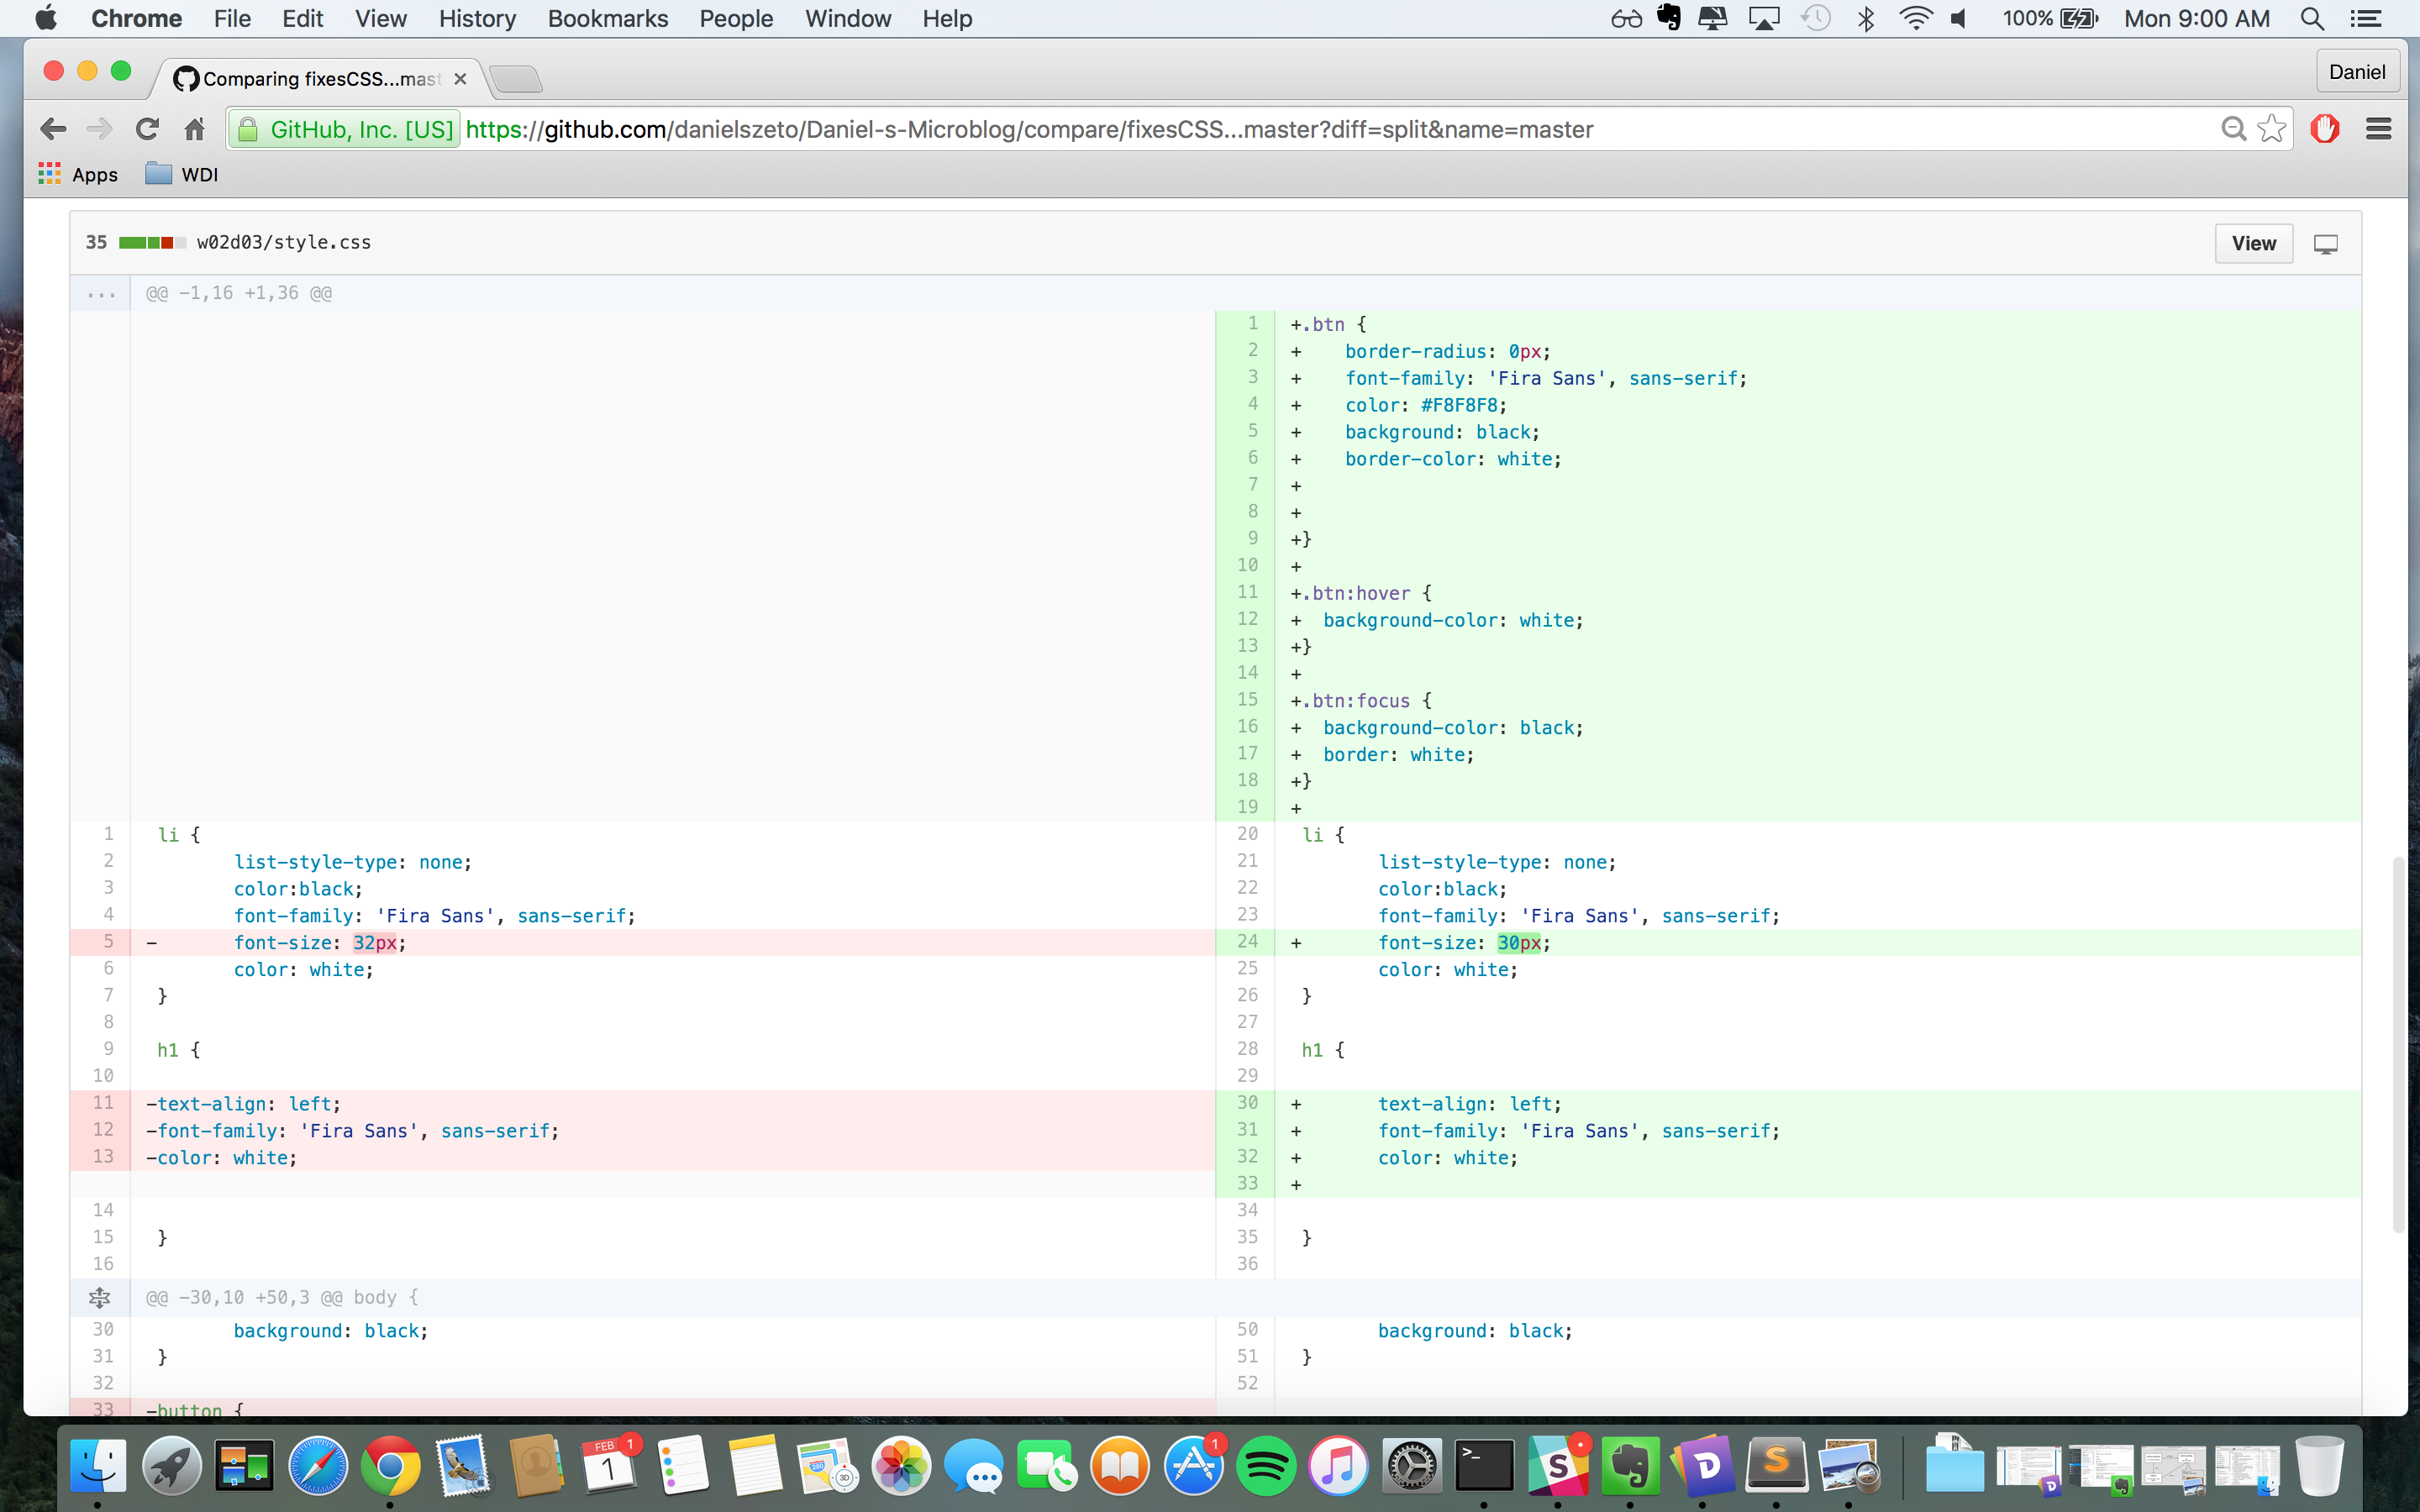 Chrome File Edit View History Bookmarks People Window Help 100% Mon 9:00 AM
Comparing fixesCSS...mast Daniel
GitHub, Inc. [US] https://github.com/danielszeto/Daniel-s-Microblog/compare/fixesCSS...master?diff=split&name=master
Apps WDI
35 w02d03/style.css View
... @@ -1,16 +1,36 @@
1 +.btn {
2 + border-radius: 0px;
3 + font-family: 'Fira Sans', sans-serif;
4 + color: #F8F8F8;
5 + background: black;
6 + border-color: white;
7 +
8 +
9 +}
10 +
11 +.btn:hover {
12 + background-color: white;
13 +}
14 +
15 +.btn:focus {
16 + background-color: black;
17 + border: white;
18 +}
19 +
1 li { 20 li {
2 list-style-type: none; 21 list-style-type: none;
3 color:black; 22 color:black;
4 font-family: 'Fira Sans', sans-serif; 23 font-family: 'Fira Sans', sans-serif;
5 - font-size: 32px; 24 + font-size: 30px;
6 color: white; 25 color: white;
7 } 26 }
8 27
9 h1 { 28 h1 {
10 29
11 -text-align: left; 30 + text-align: left;
12 -font-family: 'Fira Sans', sans-serif; 31 + font-family: 'Fira Sans', sans-serif;
13 -color: white; 32 + color: white;
33 +
14 34
15 } 35 }
16 36
@@ -30,10 +50,3 @@ body {
30 background: black; 50 background: black;
31 } 51 }
32 52
33 -button {
FEB 1 1 1